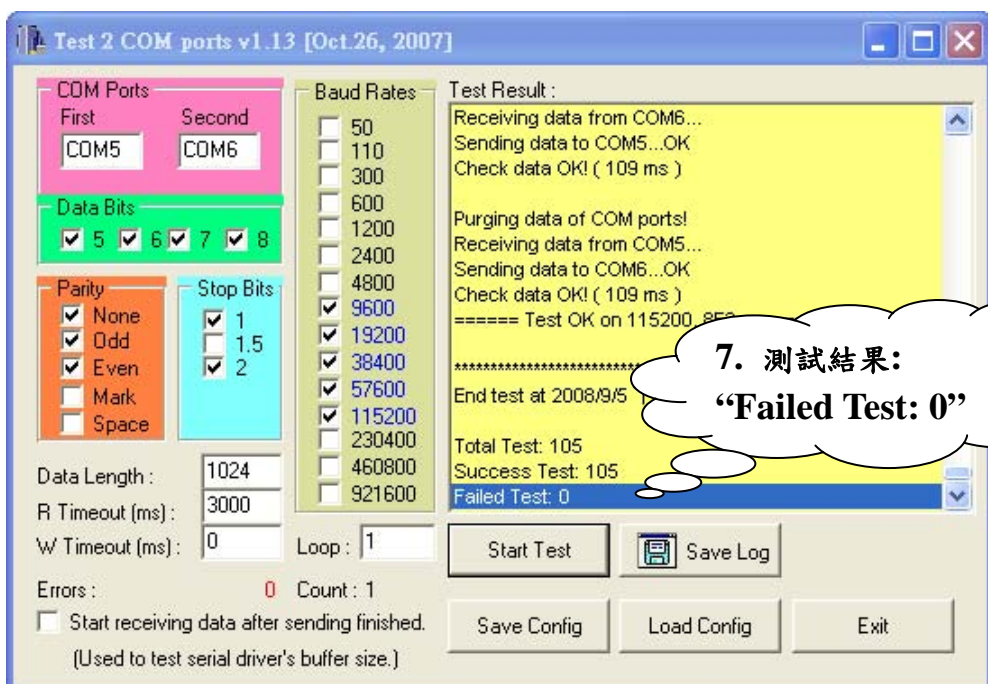 Test 2 COM ports v1.13 [Oct.26, 2007]
COM Ports
First Second
COM5 COM6
Data Bits
5 6 7 8
Parity
None
Odd
Even
Mark
Space
Stop Bits
1
1.5
2
Baud Rates
50
110
300
600
1200
2400
4800
9600
19200
38400
57600
115200
230400
460800
921600
Test Result :
Receiving data from COM6...
Sending data to COM5...OK
Check data OK! ( 109 ms )
Purging data of COM ports!
Receiving data from COM5...
Sending data to COM6...OK
Check data OK! ( 109 ms )
====== Test OK on 115200,
*****************************
End test at 2008/9/5
Total Test: 105
Success Test: 105
Failed Test: 0
7. 測試結果:
“Failed Test: 0”
Data Length : 1024
R Timeout (ms) : 3000
W Timeout (ms) : 0
Loop : 1
Errors : 0 Count : 1
Start receiving data after sending finished.
(Used to test serial driver's buffer size.)
Start Test
Save Log
Save Config
Load Config
Exit